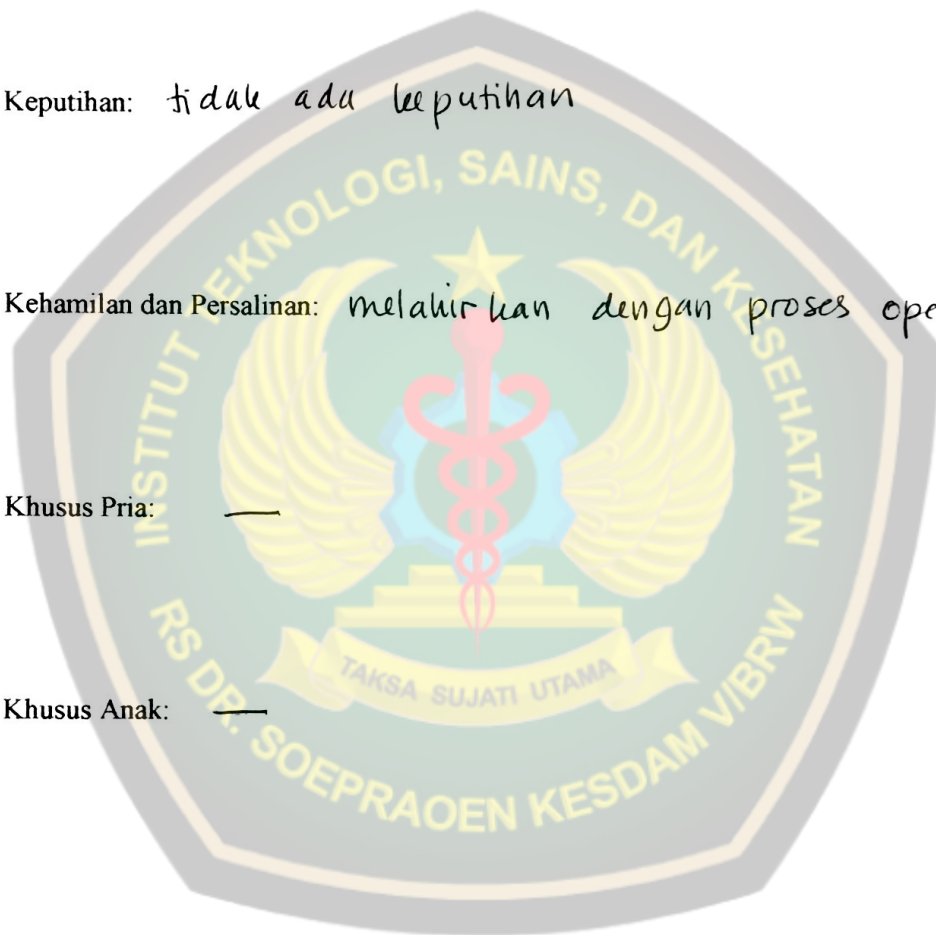 Keputihan: tidak ada keputihan
INSTITUT TEKNOLOGI, SAINS, DAN KESEHATAN
Kehamilan dan Persalinan: melahirkan dengan proses ope
Khusus Pria: —
TAKSA SUJATI UTAMA
Khusus Anak: —
RS DR. SOEPRAOEN KESDAM V/BRW